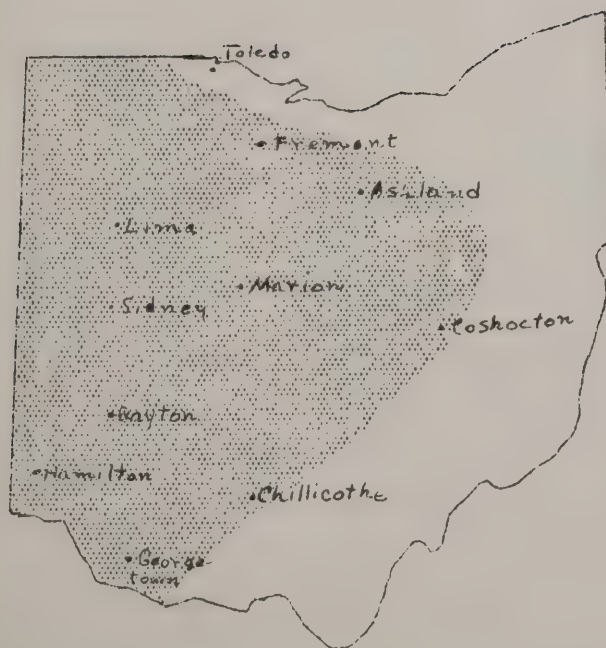 Toledo
Fremont
Ashland
Lima
Marion
Sidney
Coshocton
Dayton
Hamilton
Chillicothe
George-
town